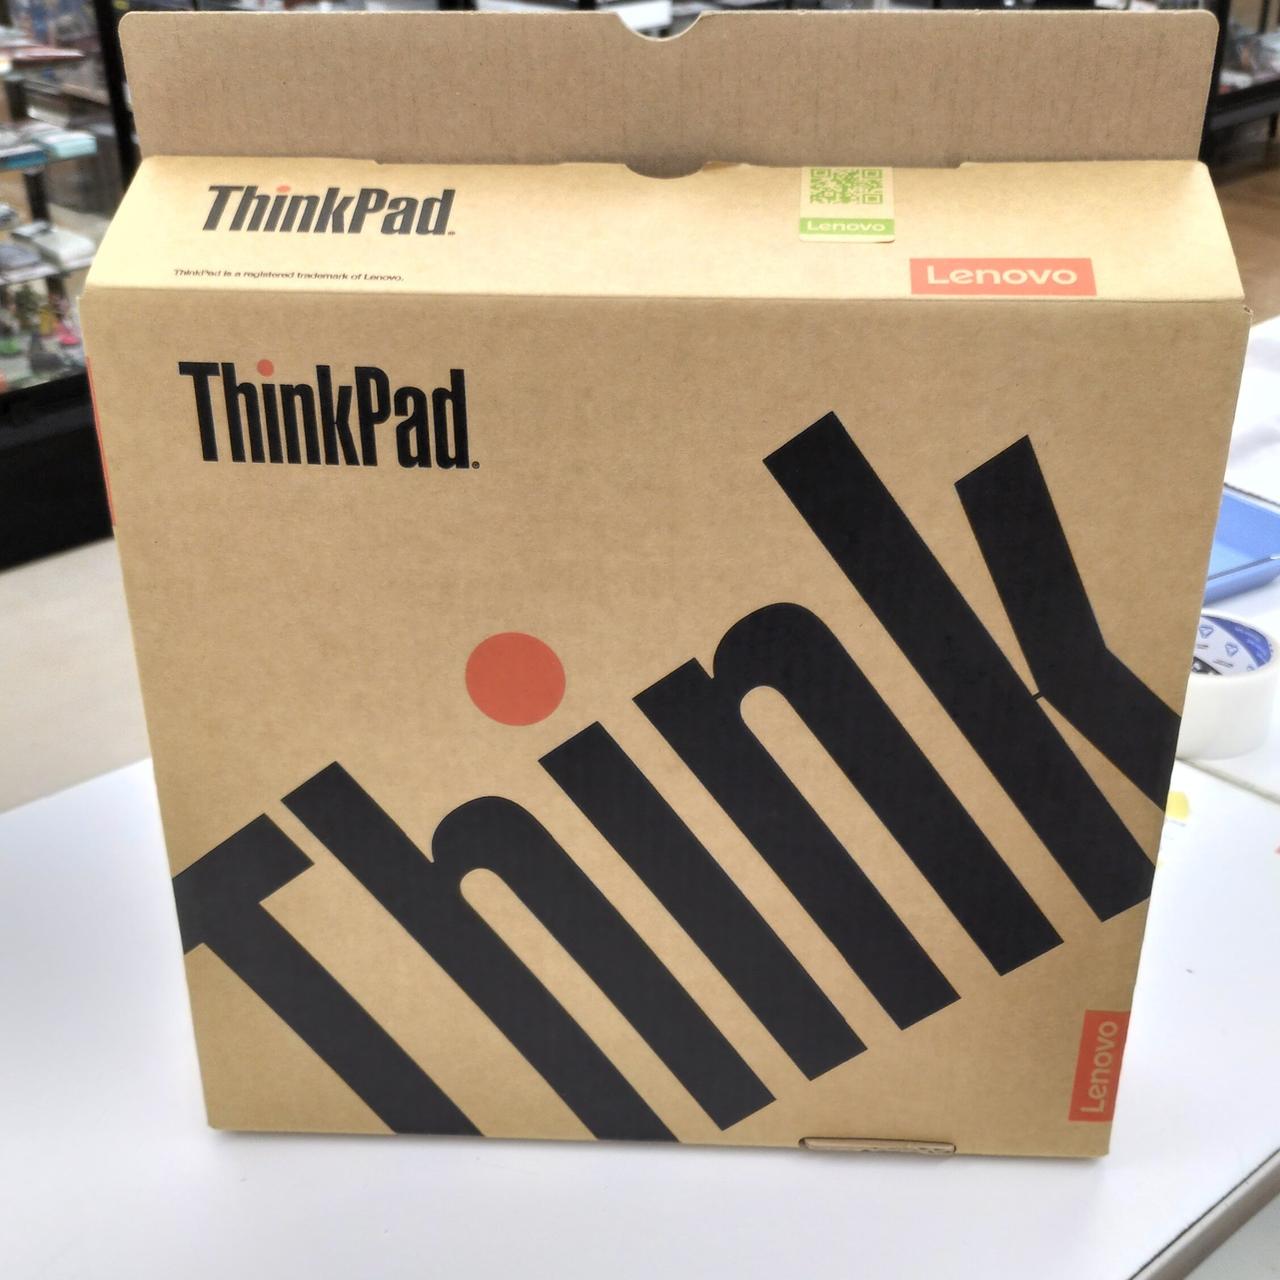 ThinkPad.
Lenovo
ThinkPad is a registered trademark of Lenovo.
Lenovo
ThinkPad.
Think
Lenovo